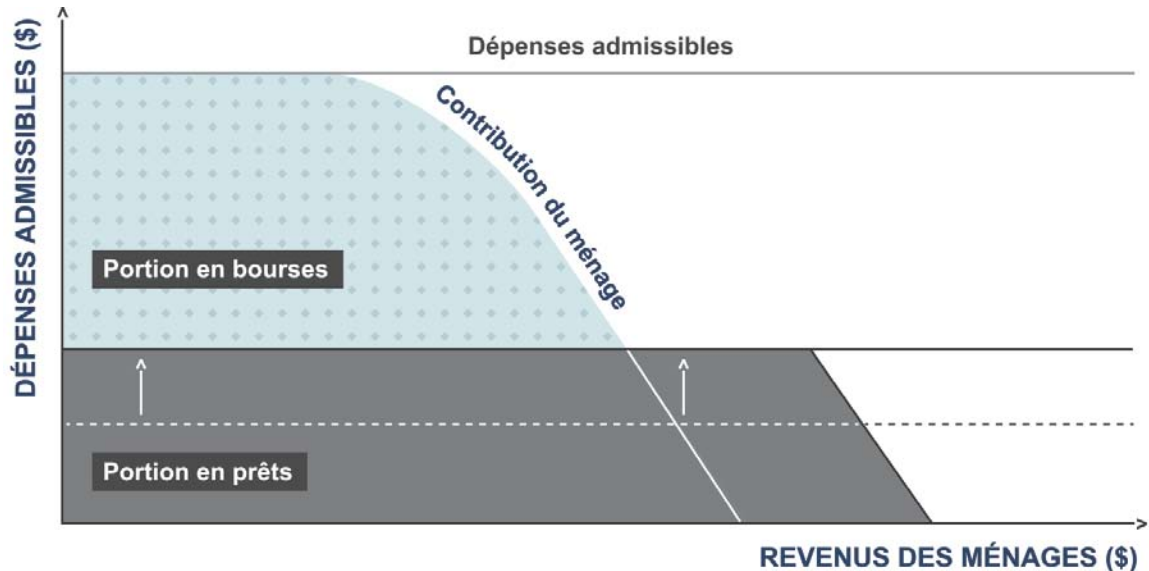 DÉPENSES ADMISSIBLES ($)
Dépenses admissibles
Contribution du ménage
Portion en bourses
Portion en prêts
REVENUS DES MÉNAGES ($)